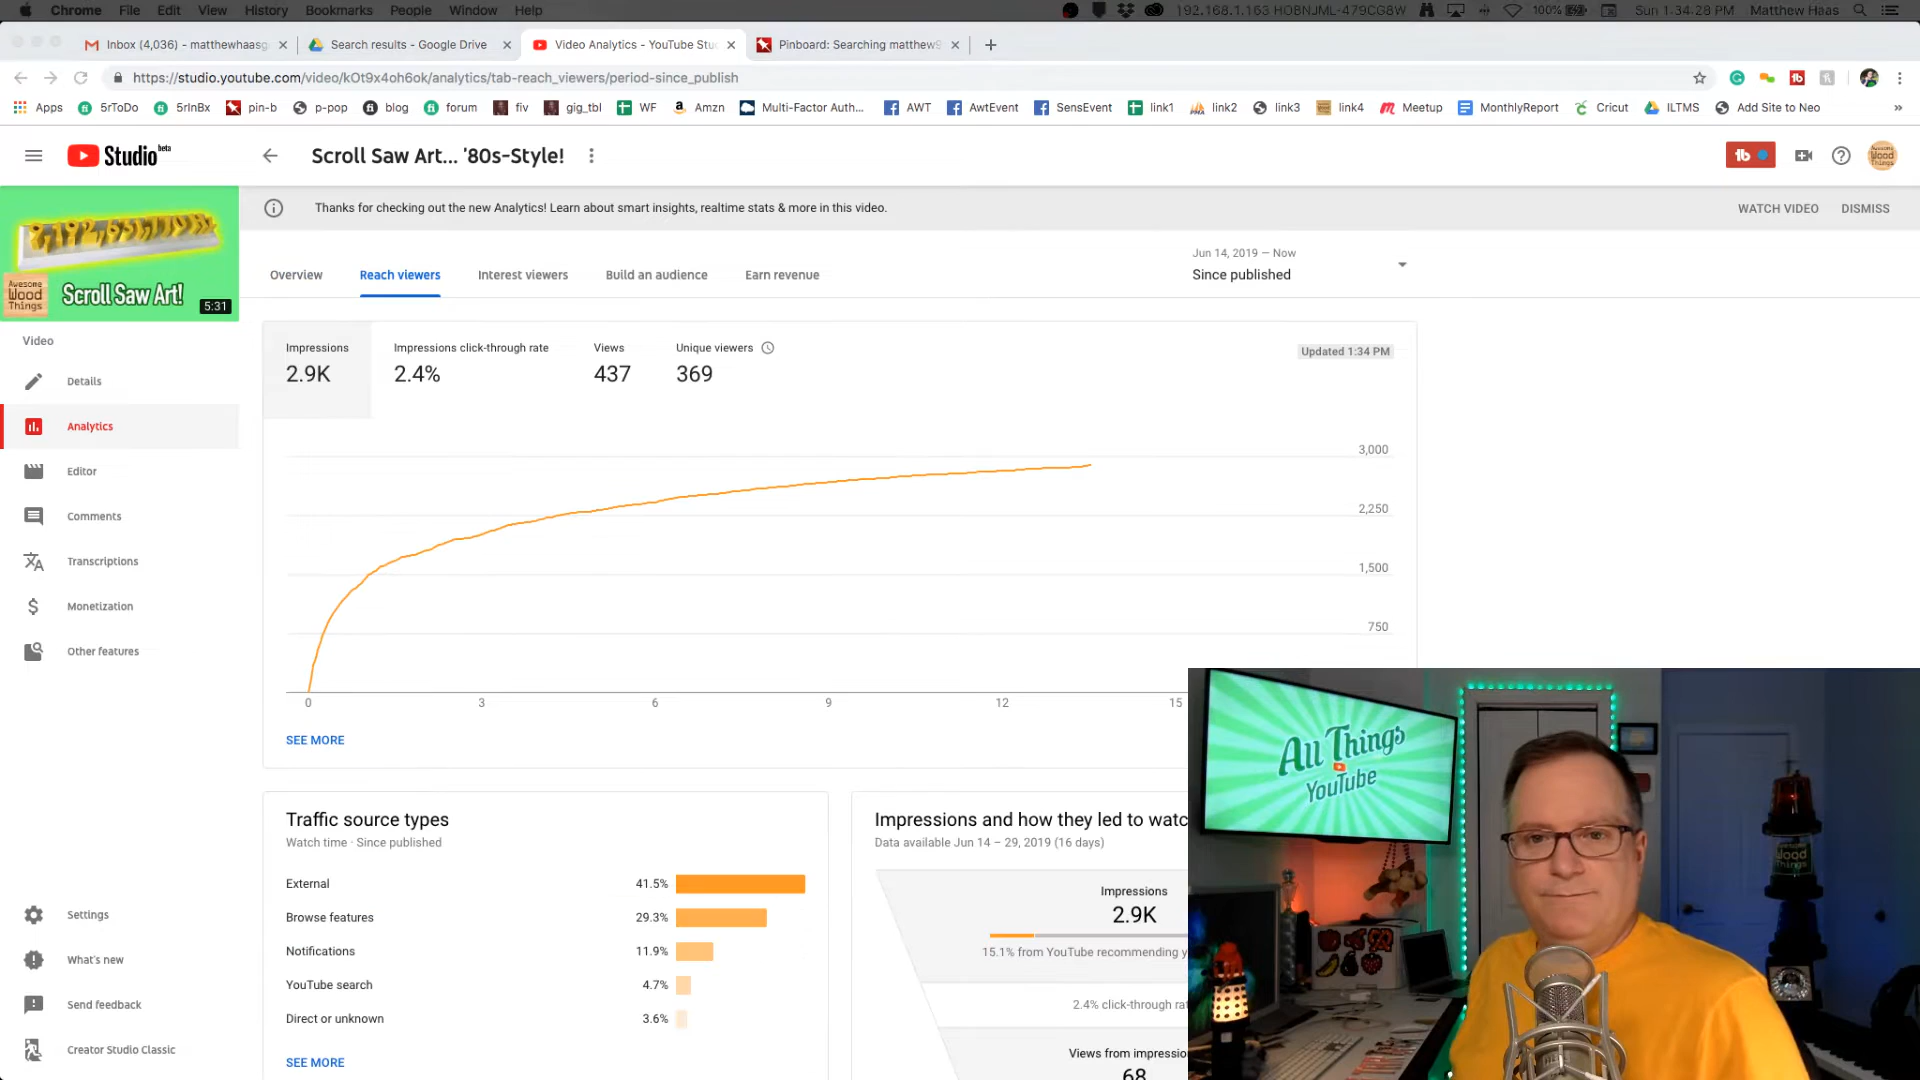 Chrome File Edit View History Bookmarks People Window Help 192.168.1.163 HOBNJML-479CG8W 100% Sun 1:34:28 PM Matthew Haas
Inbox (4,036) - matthewhaasg Search results - Google Drive Video Analytics - YouTube Stu Pinboard: Searching matthew9
https://studio.youtube.com/video/kOt9x4oh6ok/analytics/tab-reach_viewers/period-since_publish
Apps 5rToDo 5rInBx pin-b p-pop blog forum fiv gig_tbl WF Amzn Multi-Factor Auth... AWT AwtEvent SensEvent link1 link2 link3 link4 Meetup MonthlyReport Cricut ILTMS Add Site to Neo »
Studio beta
Scroll Saw Art... '80s-Style!
tb
Awesome Wood Things
Thanks for checking out the new Analytics! Learn about smart insights, realtime stats & more in this video.
WATCH VIDEO DISMISS
Awesome
Wood
Things
Scroll Saw Art!
5:31
Overview Reach viewers Interest viewers Build an audience Earn revenue
Jun 14, 2019 — Now
Since published
Video
Details
Analytics
Editor
Comments
Transcriptions
Monetization
Other features
Settings
What's new
Send feedback
Creator Studio Classic
Impressions Impressions click-through rate Views Unique viewers
2.9K 2.4% 437 369
Updated 1:34 PM
3,000
2,250
1,500
750
0 3 6 9 12 15
SEE MORE
Traffic source types
Watch time · Since published
External 41.5%
Browse features 29.3%
Notifications 11.9%
YouTube search 4.7%
Direct or unknown 3.6%
SEE MORE
Impressions and how they led to watc
Data available Jun 14 – 29, 2019 (16 days)
Impressions
2.9K
15.1% from YouTube recommending y
2.4% click-through rat
Views from impressio
68
All Things
YouTube
Wood